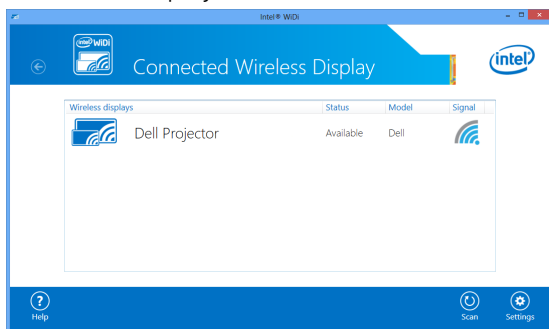 Intel® WiDi
intel WiDi
Connected Wireless Display
intel
Wireless displays Status Model Signal
Dell Projector Available Dell
? 
Help Scan Settings